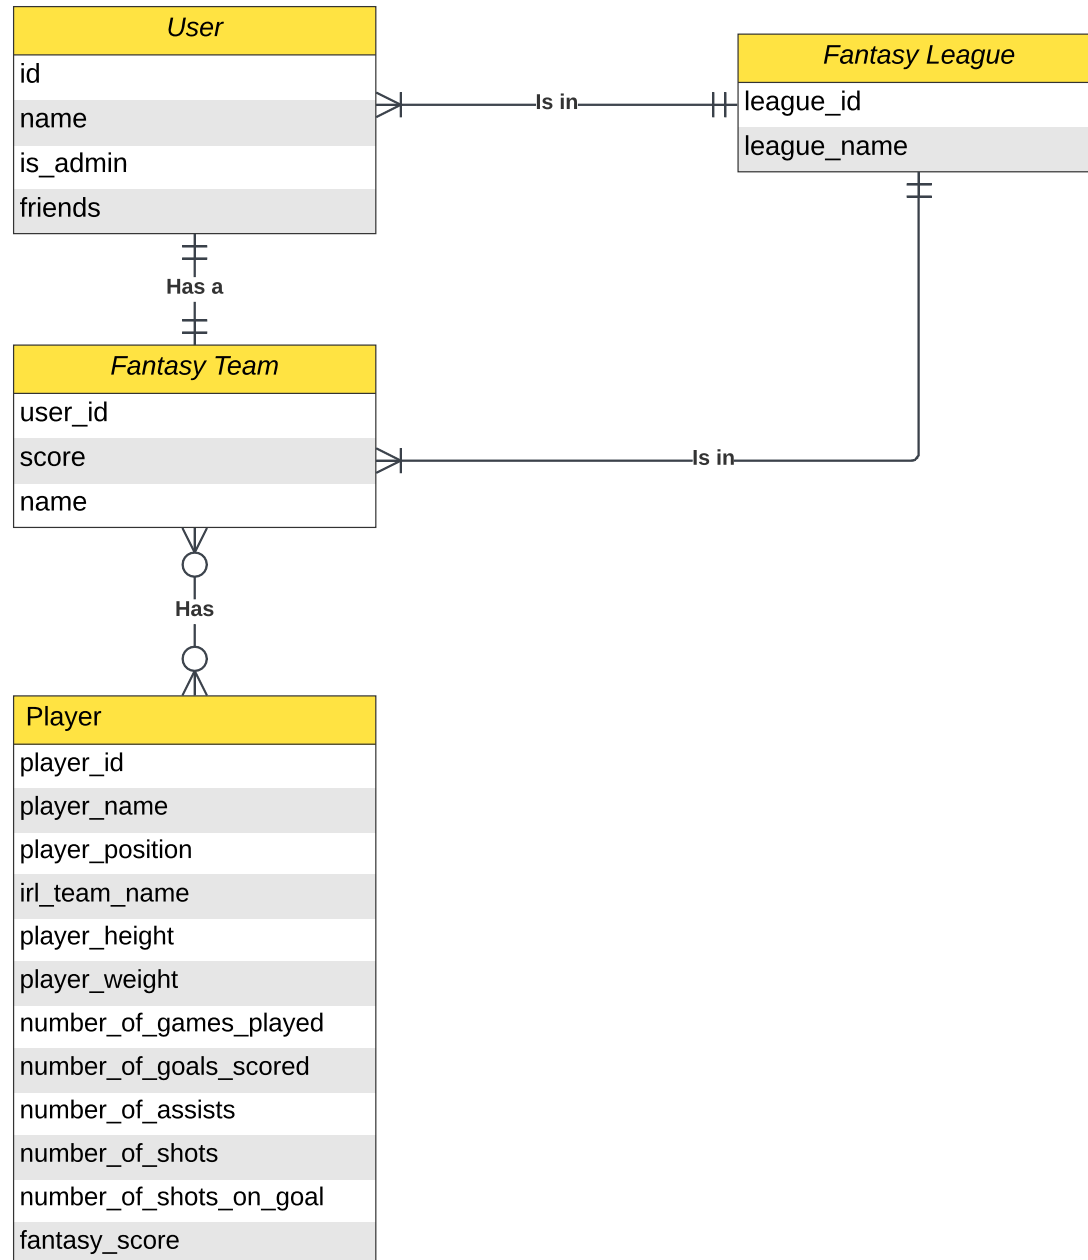 User
id
name
is_admin
friends
Is in
Fantasy League
league_id
league_name
Has a
Fantasy Team
user_id
score
name
Is in
Has
Player
player_id
player_name
player_position
irl_team_name
player_height
player_weight
number_of_games_played
number_of_goals_scored
number_of_assists
number_of_shots
number_of_shots_on_goal
fantasy_score